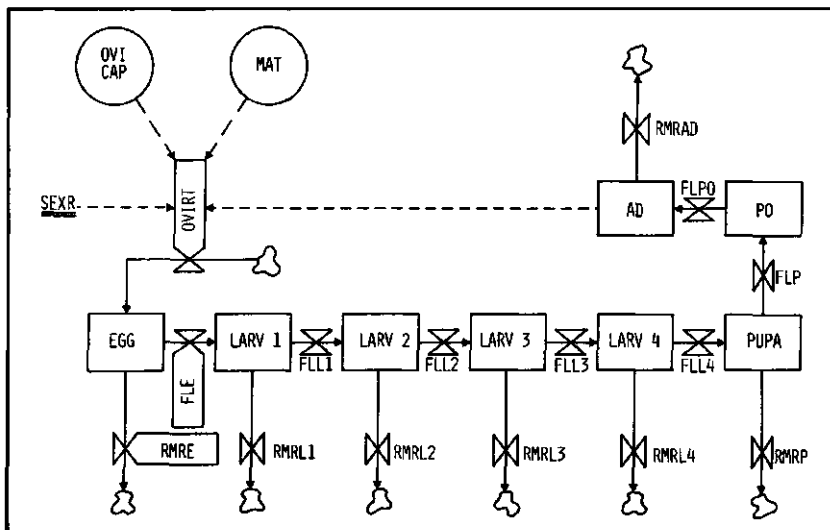 OVI
CAP
MAT
RMRAD
SEXR
OVIRT
FLPO
AD
PO
FLP
EGG
LARV 1
LARV 2
LARV 3
LARV 4
PUPA
FLE
FLL1
FLL2
FLL3
FLL4
RMRE
RMRL1
RMRL2
RMRL3
RMRL4
RMRP